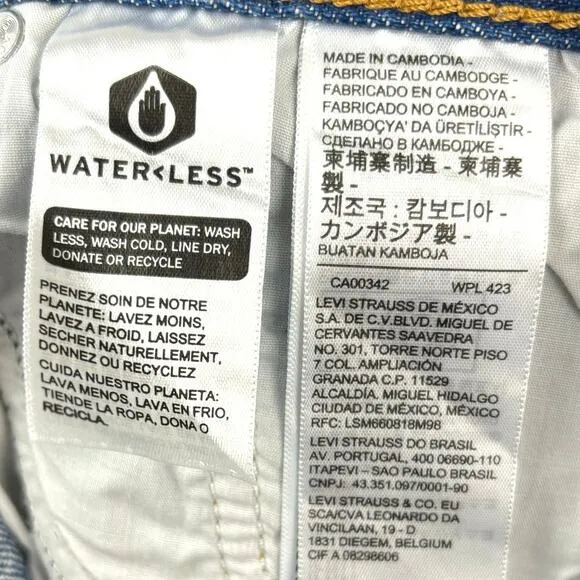 WATER<LESS™
CARE FOR OUR PLANET: WASH
LESS, WASH COLD, LINE DRY,
DONATE OR RECYCLE
PRENEZ SOIN DE NOTRE
PLANETE: LAVEZ MOINS,
LAVEZ A FROID, LAISSEZ
SECHER NATURELLEMENT,
DONNEZ OU RECYCLEZ
CUIDA NUESTRO PLANETA:
LAVA MENOS, LAVA EN FRIO,
TIENDE LA ROPA, DONA O
RECICLA.
MADE IN CAMBODIA -
FABRIQUE AU CAMBODGE -
FABRICADO EN CAMBOYA -
FABRICADO NO CAMBOJA -
KAMBOÇYA' DA ÜRETİLİŞTİR -
СДЕЛАНО В КАМБОДЖЕ -
柬埔寨制造 - 柬埔寨
製 -
제조국 : 캄보디아 -
カンボジア製 -
BUATAN KAMBOJA
CA00342 WPL 423
LEVI STRAUSS DE MÉXICO
S.A. DE C.V.BLVD. MIGUEL DE
CERVANTES SAAVEDRA
NO. 301, TORRE NORTE PISO
7 COL. AMPLIACIÓN
GRANADA C.P. 11529
ALCALDÍA. MIGUEL HIDALGO
CIUDAD DE MÉXICO, MÉXICO
RFC: LSM660818M98
LEVI STRAUSS DO BRASIL
AV. PORTUGAL, 400 06690-110
ITAPEVI – SAO PAULO BRASIL
CNPJ: 43.351.097/0001-90
LEVI STRAUSS & CO. EU
SCA/CVA LEONARDO DA
VINCILAAN, 19 - D
1831 DIEGEM, BELGIUM
CIF A 08298606